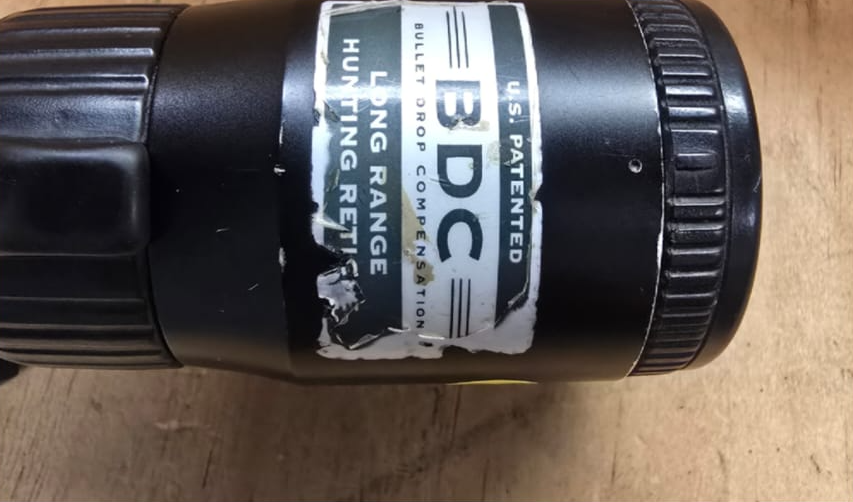 U.S. PATENTED
BDC
BULLET DROP COMPENSATION
LONG RANGE
HUNTING RETIC